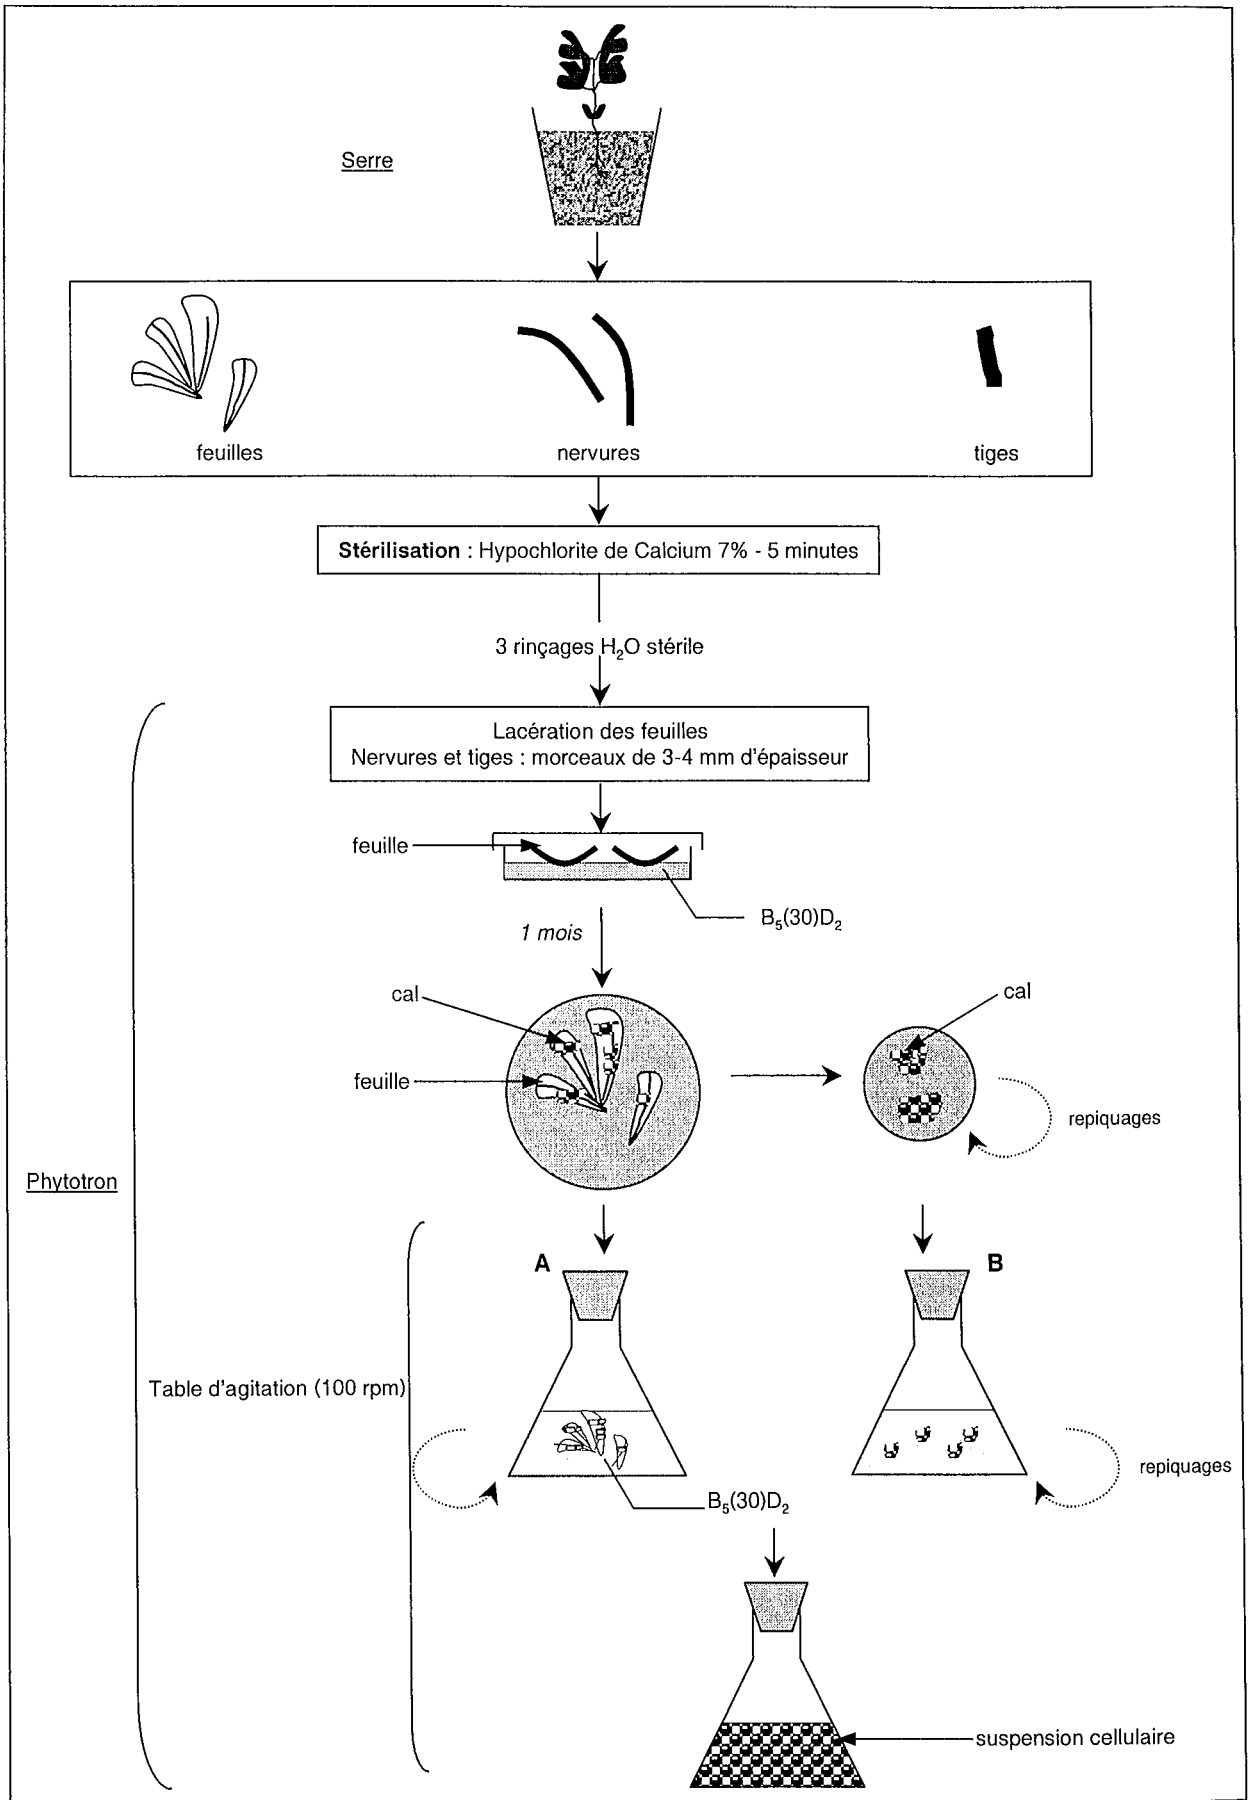 Serre
feuilles
nervures
tiges
Stérilisation : Hypochlorite de Calcium 7% - 5 minutes
3 rinçages H₂O stérile
Lacération des feuilles
Nervures et tiges : morceaux de 3-4 mm d'épaisseur
feuille
B₅(30)D₂
1 mois
cal
cal
feuille
repiquages
Phytotron
A
B
Table d'agitation (100 rpm)
repiquages
B₅(30)D₂
suspension cellulaire